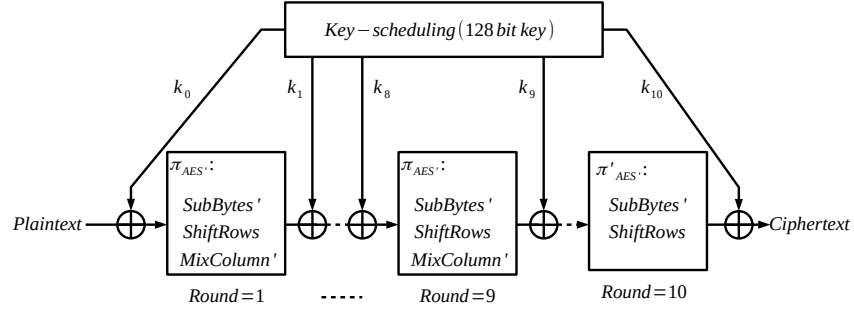 Key−scheduling(128 bit key)
k0 k1 k8 k9 k10
πAES': πAES': π'AES':
SubBytes' SubBytes' SubBytes'
Plaintext ShiftRows ShiftRows ShiftRows Ciphertext
MixColumn' MixColumn'
Round=1 Round=9 Round=10